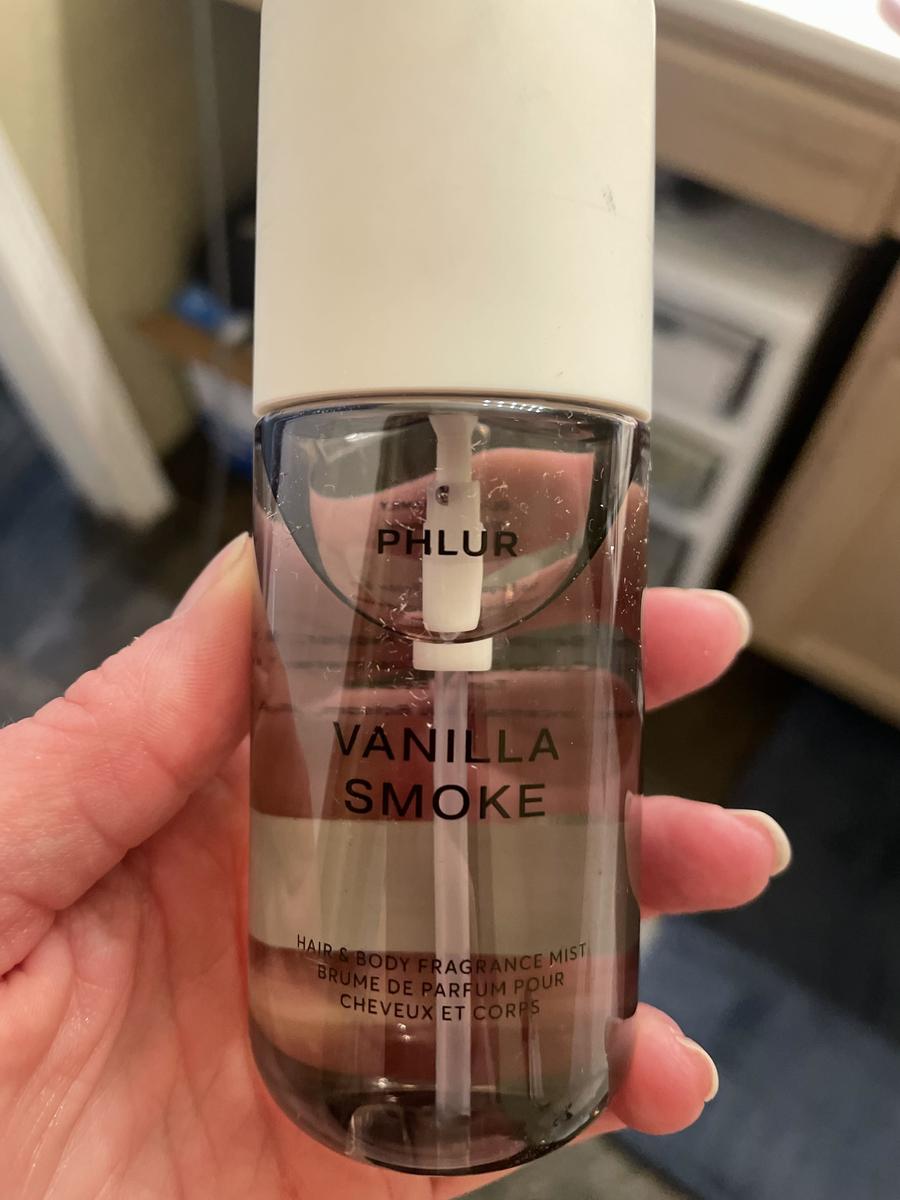 PHLUR
VANILLA
SMOKE
HAIR & BODY FRAGRANCE MIST
BRUME DE PARFUM POUR
CHEVEUX ET CORPS